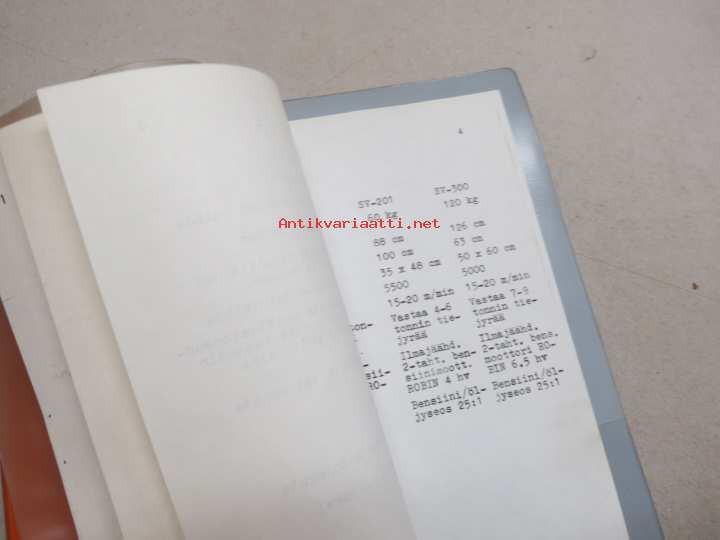 4
SV-201 SV-300
60 kg 120 kg
Antikvariaatti.net
88 cm 126 cm
100 cm 63 cm
35 x 48 cm 50 x 60 cm
5500 5000
15-20 m/min 15-20 m/min
Vastaa 4-6 Vastaa 7-9
tonnin tie- tonnin tie-
jyrää jyrää
Ilmajäähd. Ilmajäähd.
2-taht. ben- 2-taht. bens.
siinimoott. moottori RO-
ROBIN 4 hv BIN 6.5 hv
Bensiini/öl- Bensiini/öl-
jyseos 25:1 jyseos 25:1